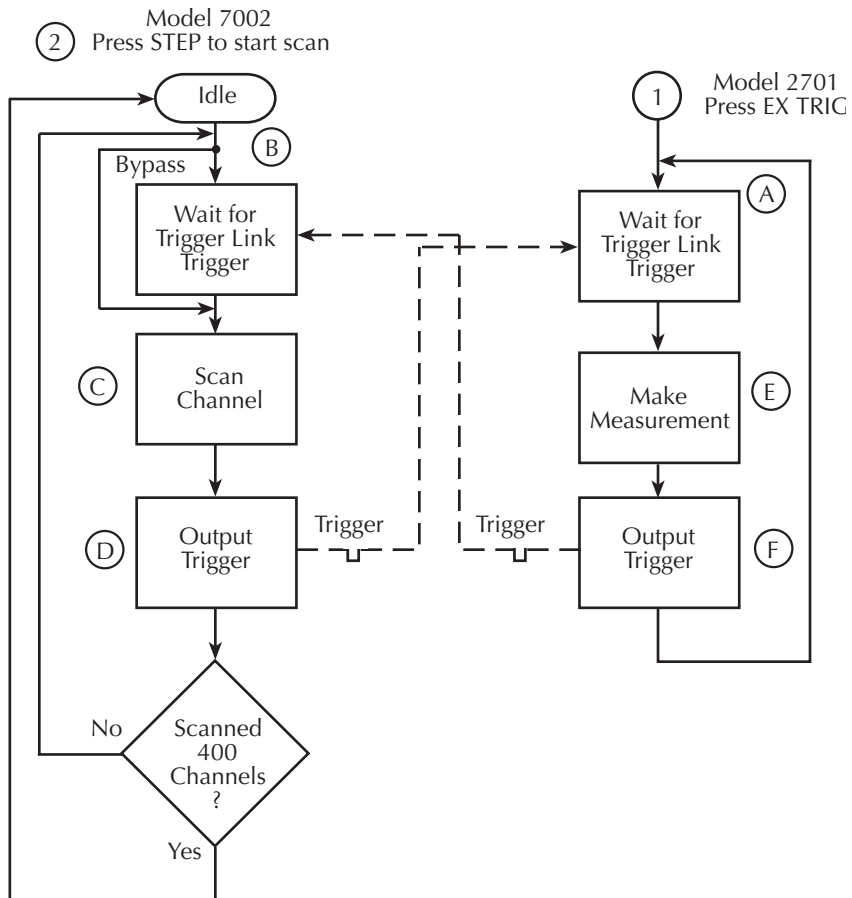 2
Model 7002
Press STEP to start scan
Idle
B
Bypass
Wait for
Trigger Link
Trigger
C
Scan
Channel
D
Output
Trigger
Trigger
No
Scanned
400
Channels
?
Yes
1
Model 2701
Press EX TRIG
A
Wait for
Trigger Link
Trigger
E
Make
Measurement
Trigger
Output
Trigger
F